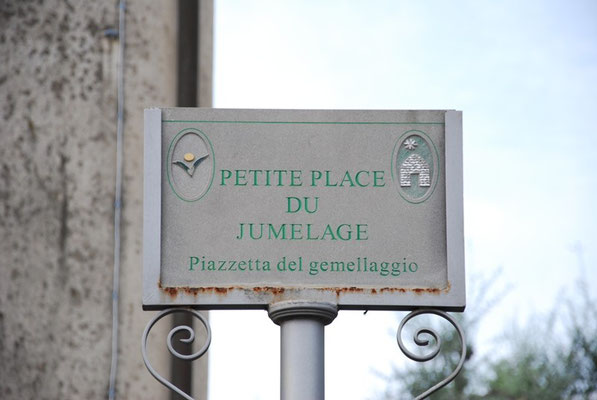 PETITE PLACE
DU
JUMELAGE
Piazzetta del gemellaggio